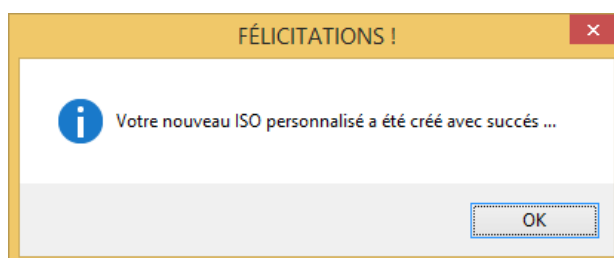 FÉLICITATIONS !
Votre nouveau ISO personnalisé a été créé avec succés ...
OK